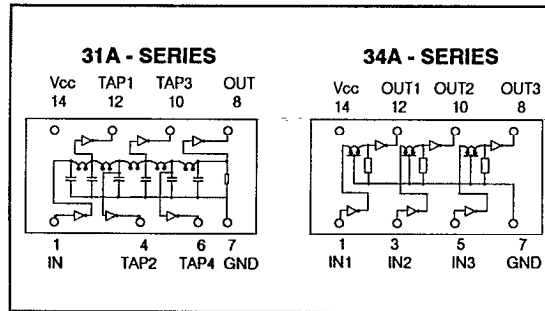 31A - SERIES
Vcc TAP1 TAP3 OUT
14 12 10 8
1 4 6 7
IN TAP2 TAP4 GND
34A - SERIES
Vcc OUT1 OUT2 OUT3
14 12 10 8
1 3 5 7
IN1 IN2 IN3 GND